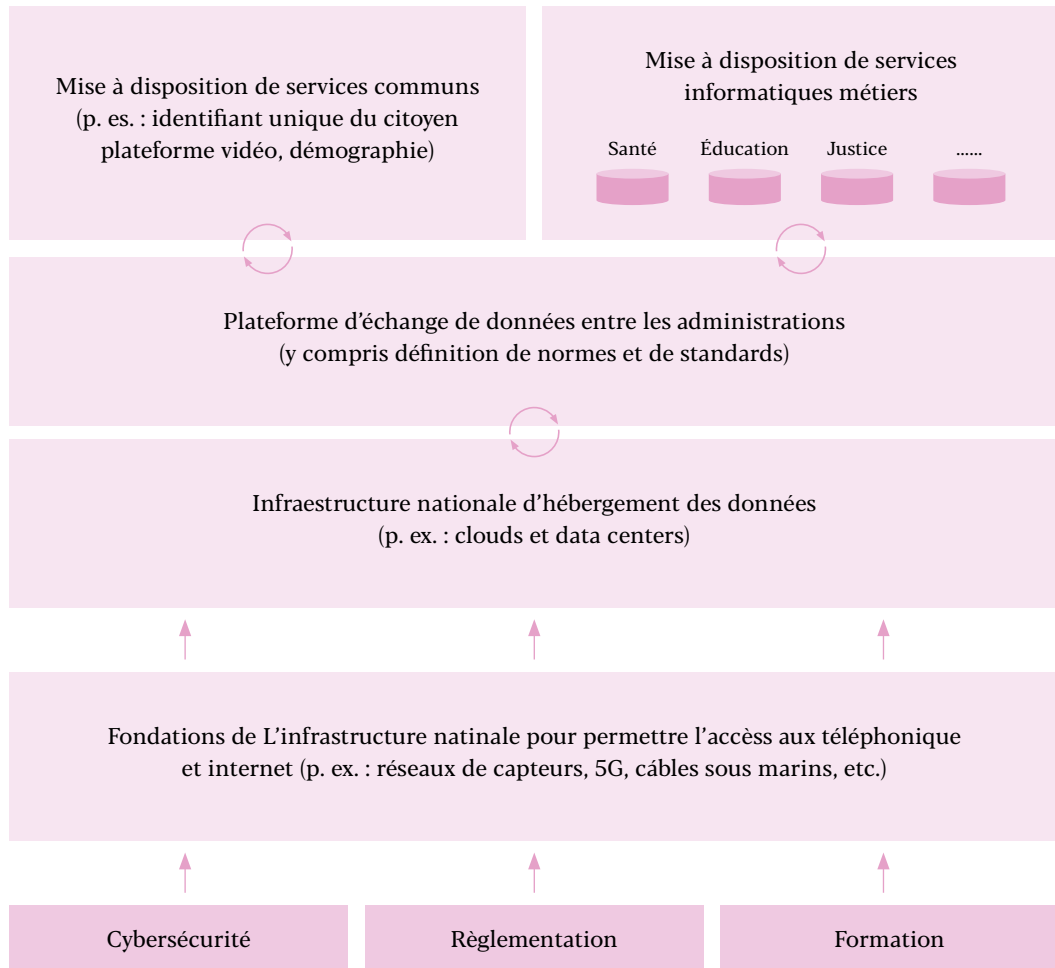 Mise à disposition de services communs
(p. es. : identifiant unique du citoyen
plateforme vidéo, démographie)
Mise à disposition de services
informatiques métiers
Santé
Éducation
Justice
......
Plateforme d'échange de données entre les administrations
(y compris définition de normes et de standards)
Infraestructure nationale d'hébergement des données
(p. ex. : clouds et data centers)
Fondations de L'infrastructure natinale pour permettre l'accèss aux téléphonique
et internet (p. ex. : réseaux de capteurs, 5G, cábles sous marins, etc.)
Cybersécurité
Règlementation
Formation